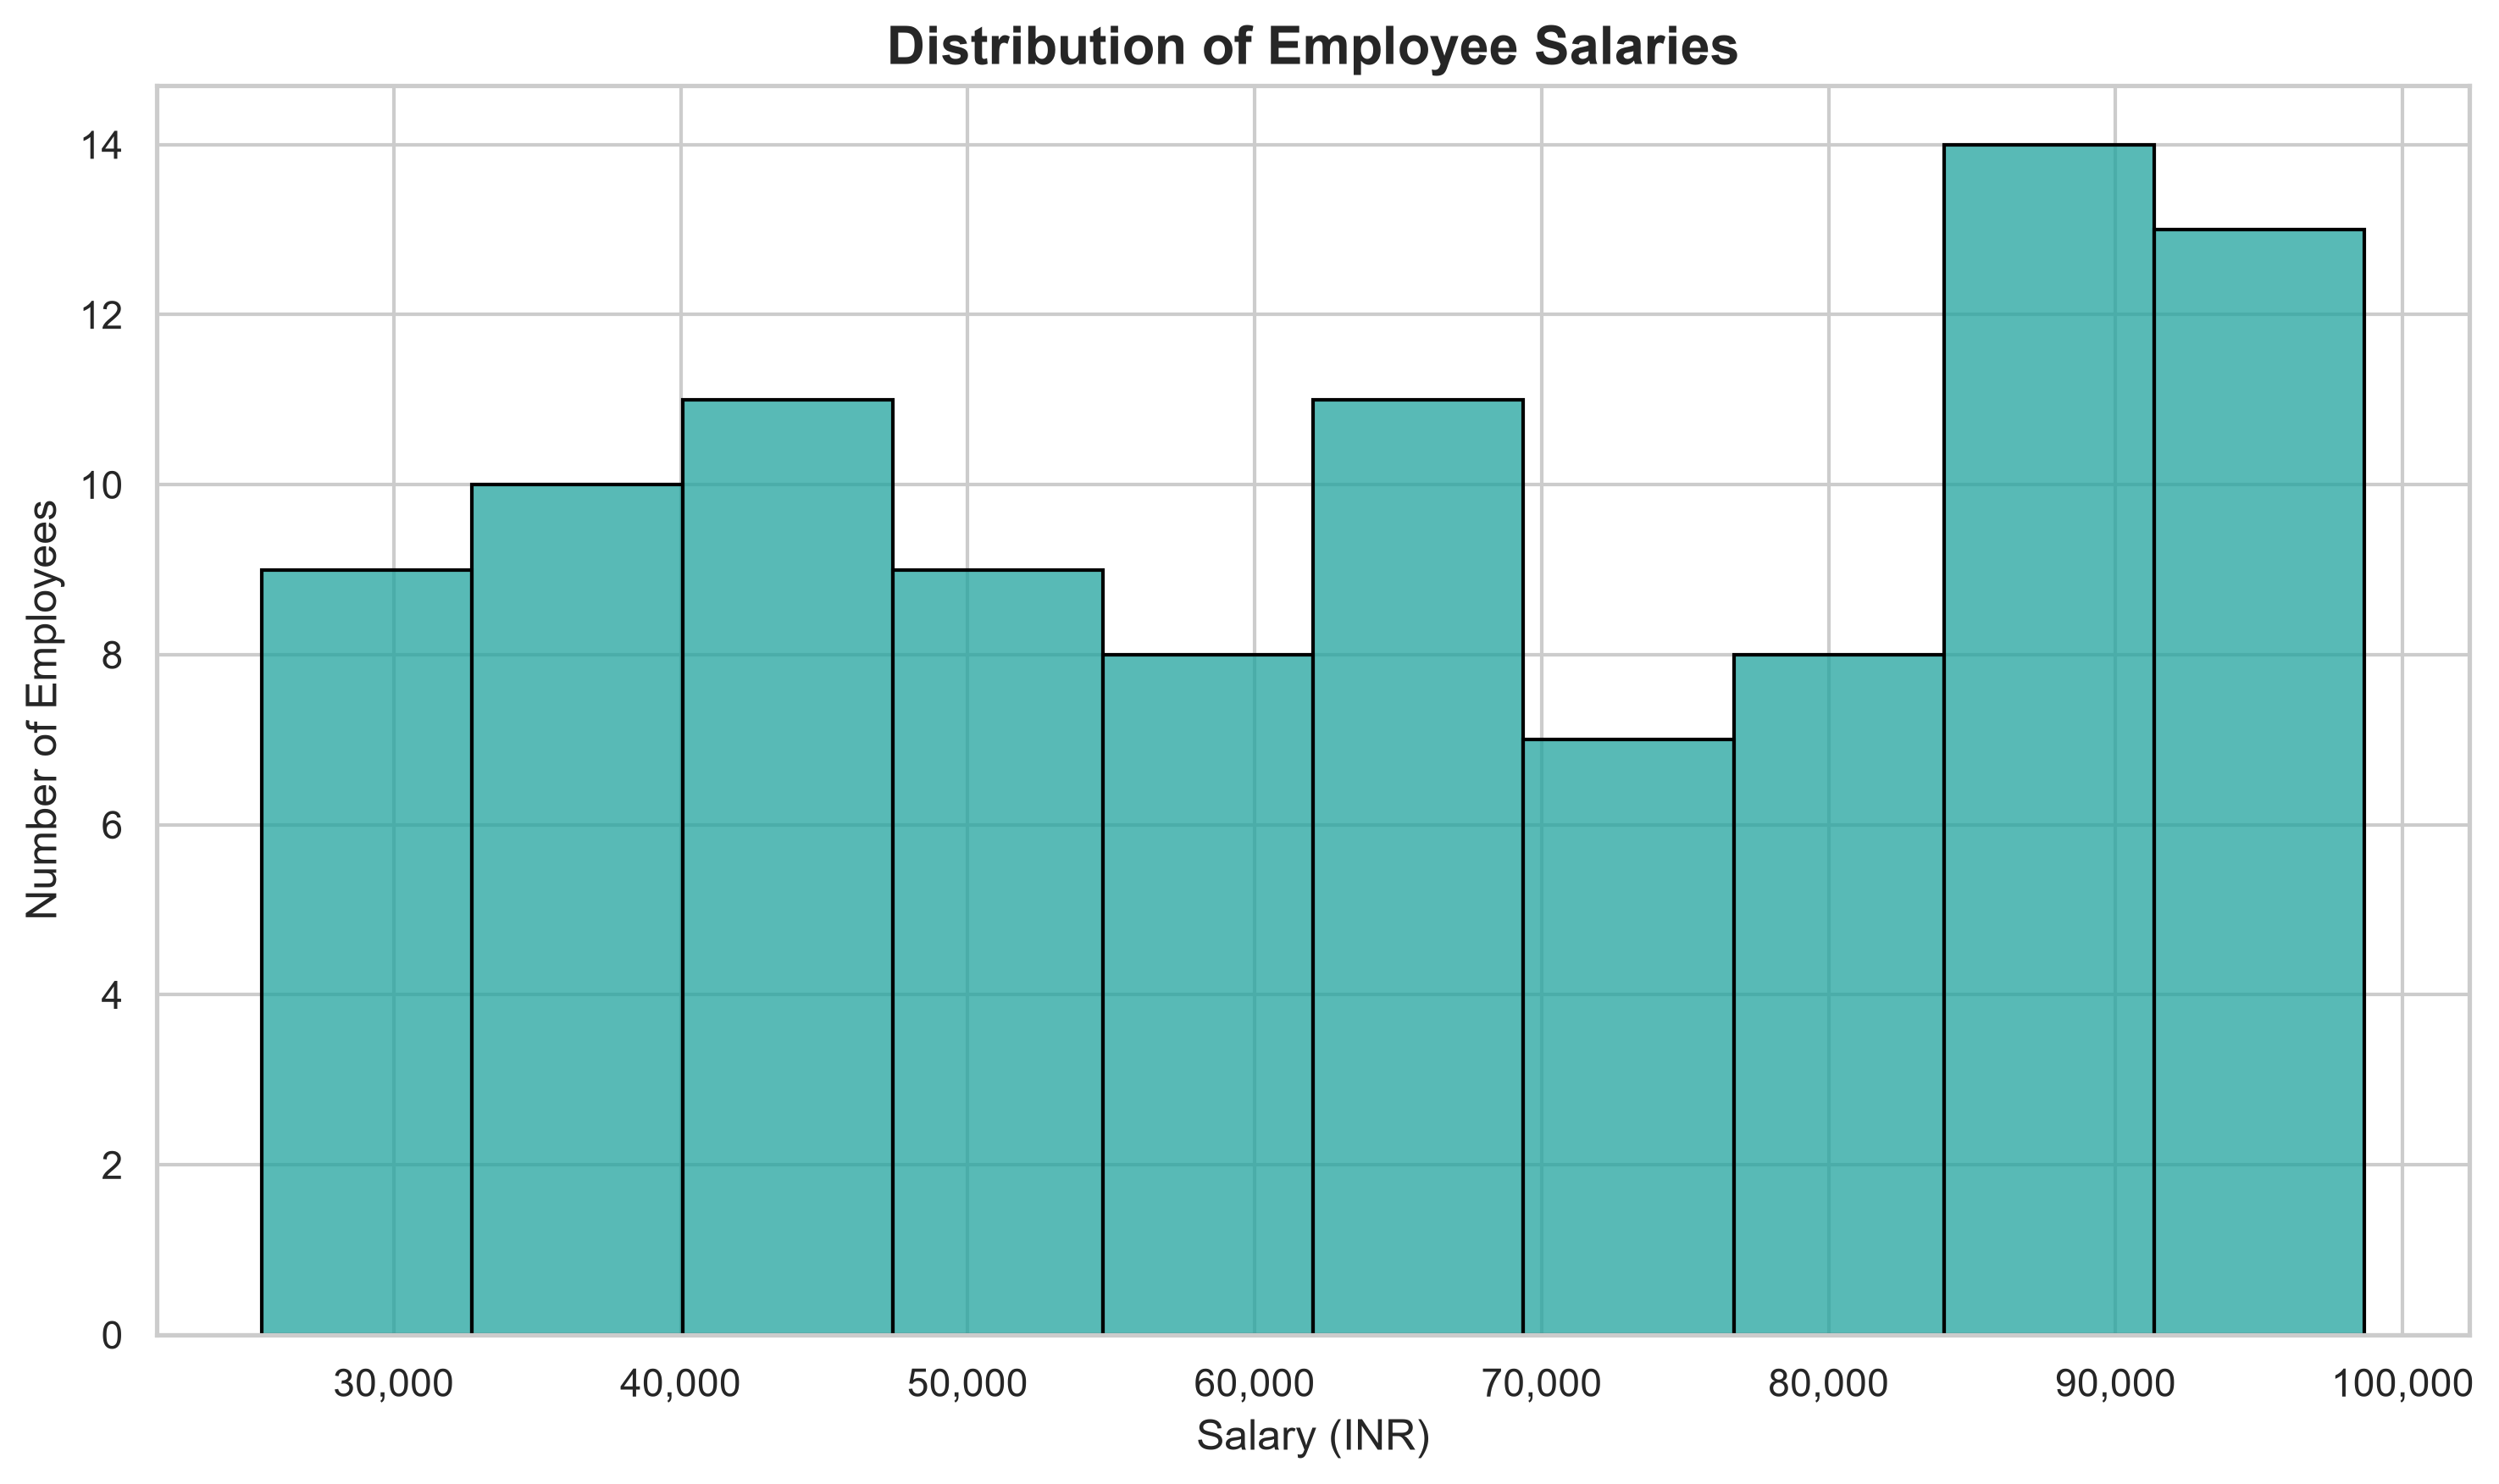 Distribution of Employee Salaries
Number of Employees
14
12
10
8
6
4
2
0
30,000 40,000 50,000 60,000 70,000 80,000 90,000 100,000
Salary (INR)